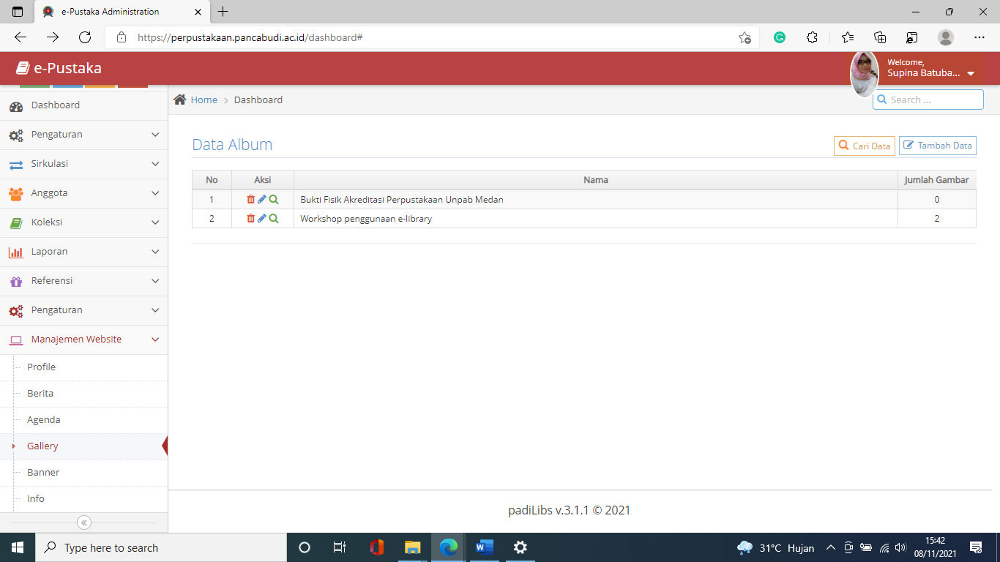 e-Pustaka Administration
https://perpustakaan.pancabudi.ac.id/dashboard#
e-Pustaka
Welcome,
Supina Batuba...
Dashboard
Pengaturan
Sirkulasi
Anggota
Koleksi
Laporan
Referensi
Pengaturan
Manajemen Website
Profile
Berita
Agenda
Gallery
Banner
Info
Home > Dashboard
Search ...
Data Album
Cari Data
Tambah Data
No Aksi Nama Jumlah Gambar
1 Bukti Fisik Akreditasi Perpustakaan Unpab Medan 0
2 Workshop penggunaan e-library 2
padiLibs v.3.1.1 © 2021
Type here to search
31°C Hujan
15:42
08/11/2021